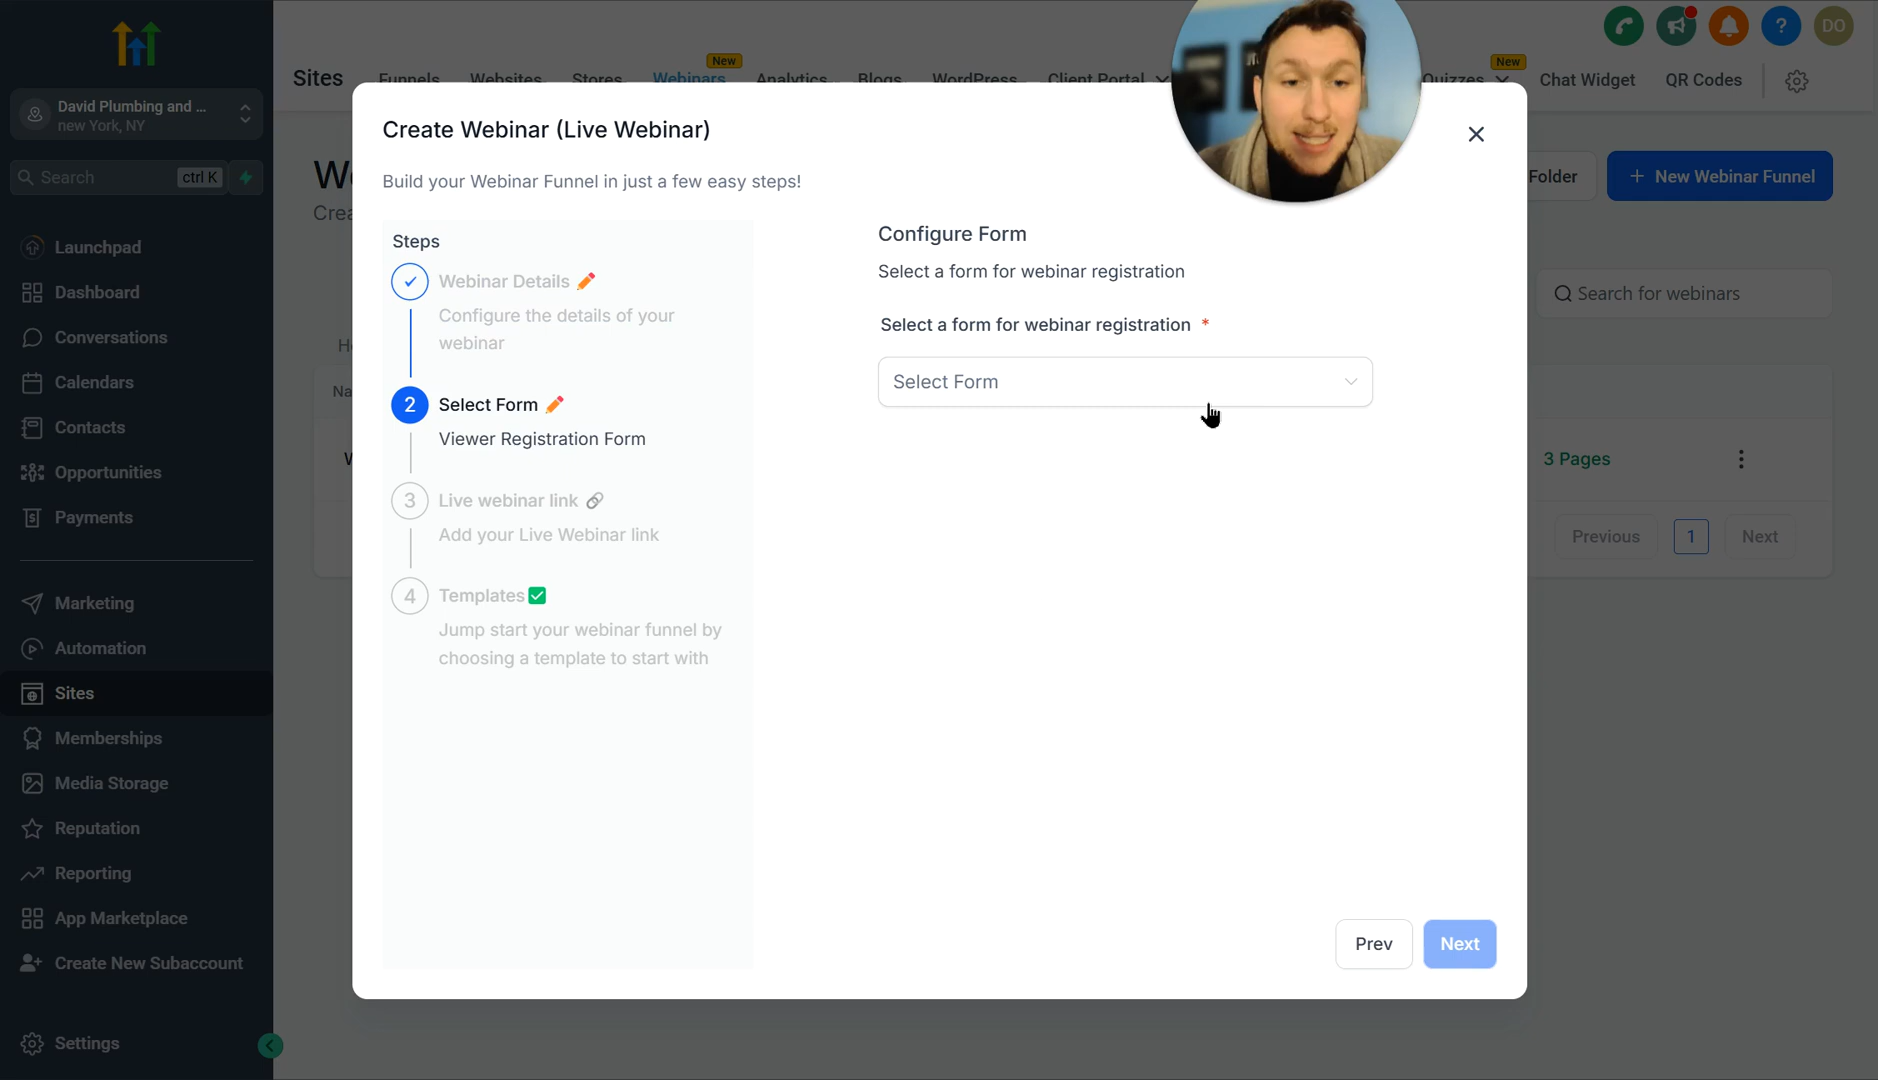 DO
New
New
Sites
Funnels
Websites
Stores
Webinars
Analytics
Blogs
WordPress
Client Portal
Quizzes
Chat Widget
QR Codes
David Plumbing and ...
new York, NY
Search
ctrl K
Launchpad
Dashboard
Conversations
Calendars
Contacts
Opportunities
Payments
Marketing
Automation
Sites
Memberships
Media Storage
Reputation
Reporting
App Marketplace
Create New Subaccount
Settings
Folder
+ New Webinar Funnel
Search for webinars
3 Pages
Previous
1
Next
Create Webinar (Live Webinar)
Build your Webinar Funnel in just a few easy steps!
Steps
Webinar Details
Configure the details of your
webinar
2
Select Form
Viewer Registration Form
3
Live webinar link
Add your Live Webinar link
4
Templates
Jump start your webinar funnel by
choosing a template to start with
Configure Form
Select a form for webinar registration
Select a form for webinar registration *
Select Form
Prev
Next